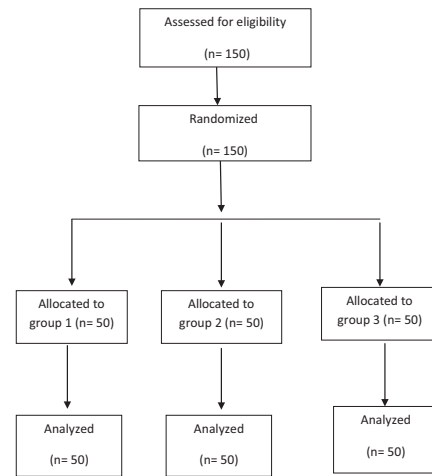 Assessed for eligibility
(n= 150)
Randomized
(n= 150)
Allocated to
group 1 (n= 50)
Allocated to
group 2 (n= 50)
Allocated to
group 3 (n= 50)
Analyzed
(n= 50)
Analyzed
(n= 50)
Analyzed
(n= 50)